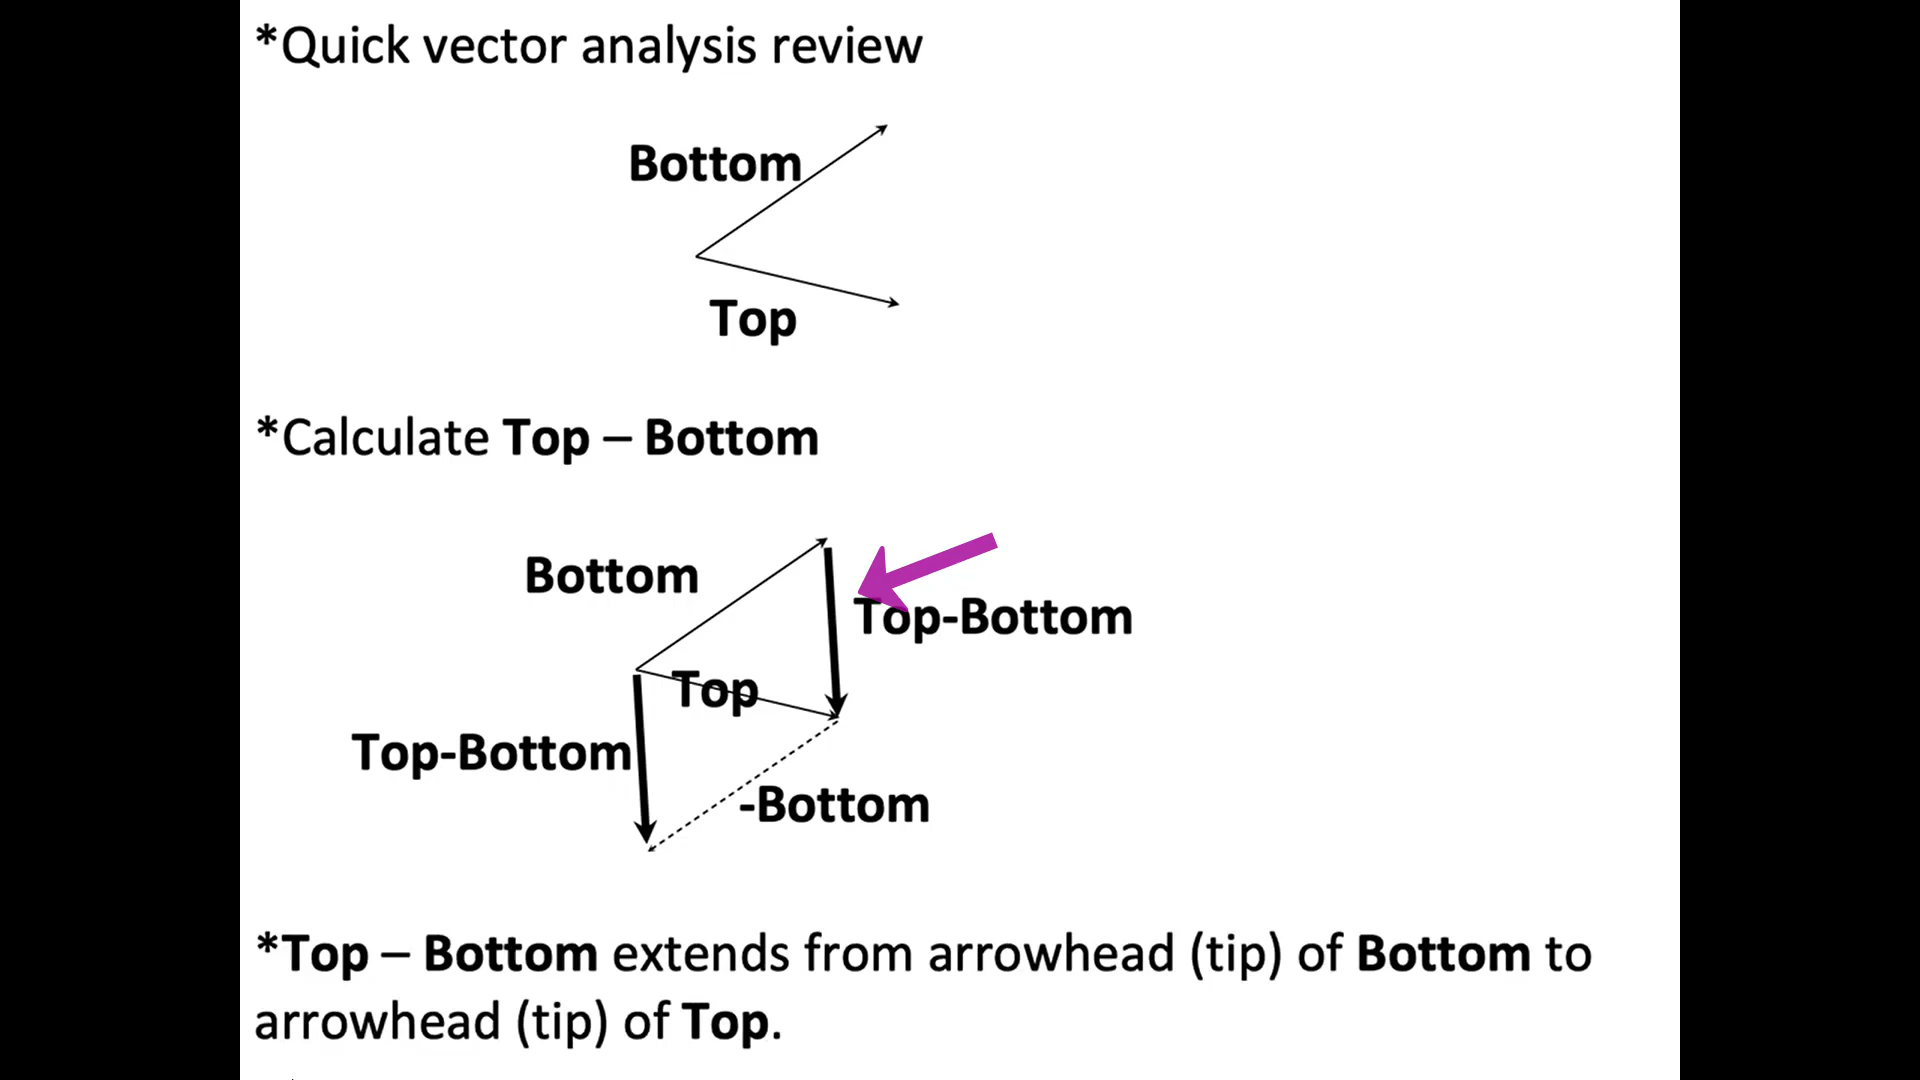 *Quick vector analysis review
Bottom
Top
*Calculate Top – Bottom
Bottom
Top-Bottom
Top
Top-Bottom
-Bottom
*Top – Bottom extends from arrowhead (tip) of Bottom to
arrowhead (tip) of Top.